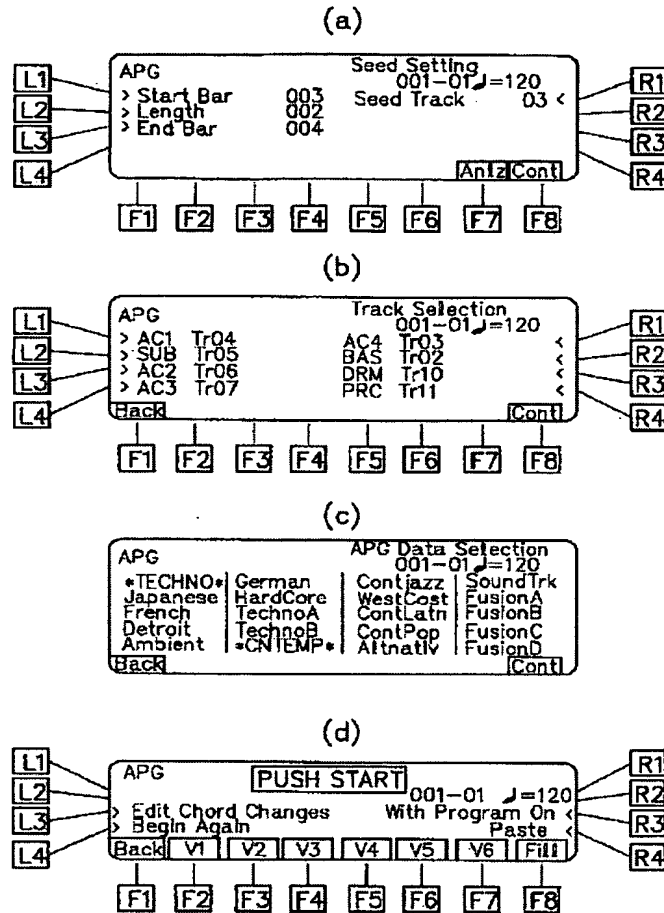 (a)
L1
L2
L3
L4
APG
Seed Setting
001-01 ♩=120
> Start Bar 003
Seed Track 03 <
> Length 002
> End Bar 004
Anlz Cont
R1
R2
R3
R4
F1 F2 F3 F4 F5 F6 F7 F8
(b)
L1
L2
L3
L4
APG
Track Selection
001-01 ♩=120
> AC1 Tr04
AC4 Tr03 <
> SUB Tr05
BAS Tr02 <
> AC2 Tr06
DRM Tr10 <
> AC3 Tr07
PRC Tr11 <
Back
Cont
R1
R2
R3
R4
F1 F2 F3 F4 F5 F6 F7 F8
(c)
APG
APG Data Selection
001-01 ♩=120
*TECHNO* German Contjazz SoundTrk
Japanese HardCore WestCost FusionA
French TechnoA ContLatn FusionB
Detroit TechnoB ContPop FusionC
Ambient *CNTEMP* Altnatlv FusionD
Back
Cont
(d)
L1
L2
L3
L4
APG
PUSH START
001-01 ♩=120
> Edit Chord Changes
With Program On <
> Begin Again
Paste <
Back V1 V2 V3 V4 V5 V6 Fill
R1
R2
R3
R4
F1 F2 F3 F4 F5 F6 F7 F8